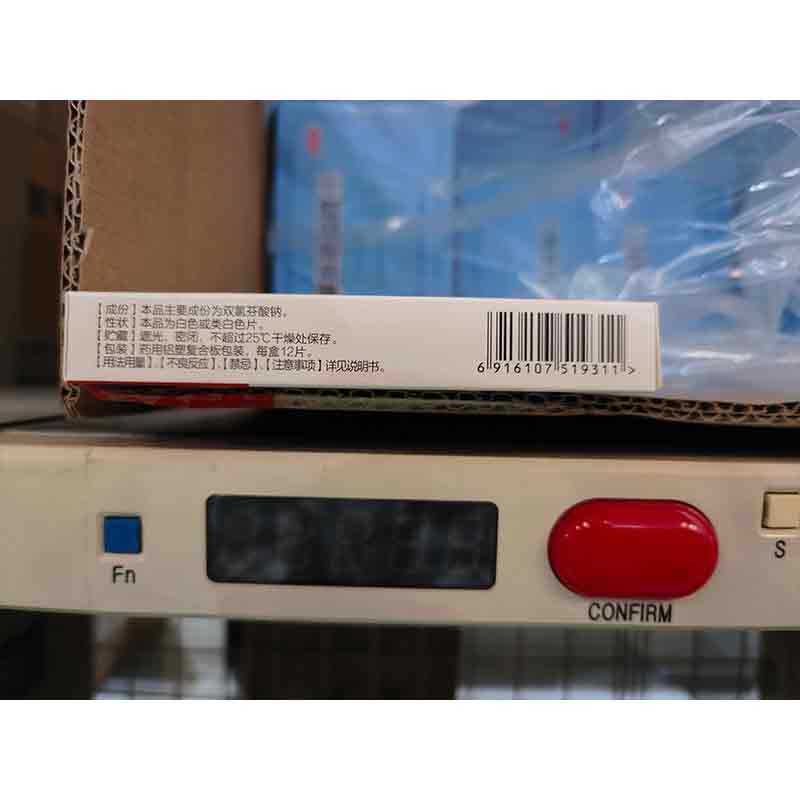 【成份】本品主要成份为双氯芬酸钠。
【性状】本品为白色或类白色片。
【贮藏】遮光、密闭,不超过25℃干燥处保存。
【包装】药用铝塑复合板包装,每盒12片。
【用法用量】、【不良反应】、【禁忌】、【注意事项】详见说明书。
6 916107 519311 >
Fn
CONFIRM
S